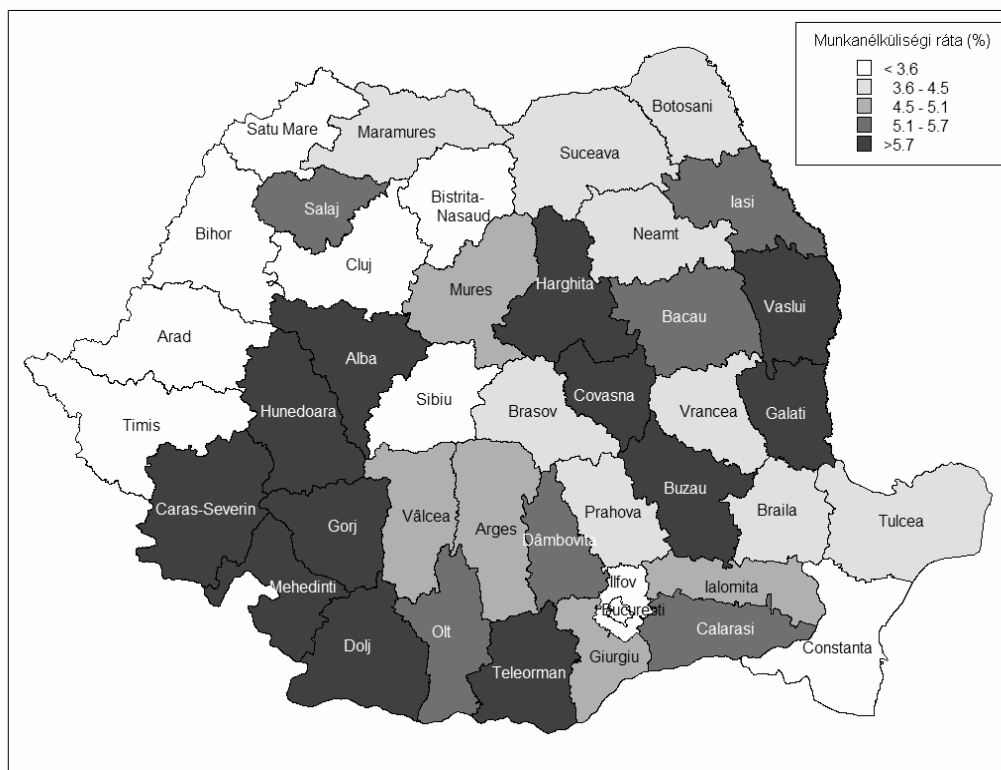 Munkanélküliségi ráta (%)
< 3.6
3.6 - 4.5
4.5 - 5.1
5.1 - 5.7
>5.7
Botosani
Satu Mare
Maramures
Suceava
Iasi
Salaj
Bistrita-
Nasaud
Bihor
Neamt
Cluj
Harghita
Mures
Vaslui
Bacau
Arad
Alba
Covasna
Sibiu
Hunedoara
Brasov
Vrancea
Galati
Timis
Buzau
Caras-Severin
Braila
Prahova
Vâlcea
Tulcea
Gorj
Arges
Dâmbovita
Ilfov
Mehedinti
Ialomita
Bucuresti
Calarasi
Olt
Dolj
Constanta
Giurgiu
Teleorman